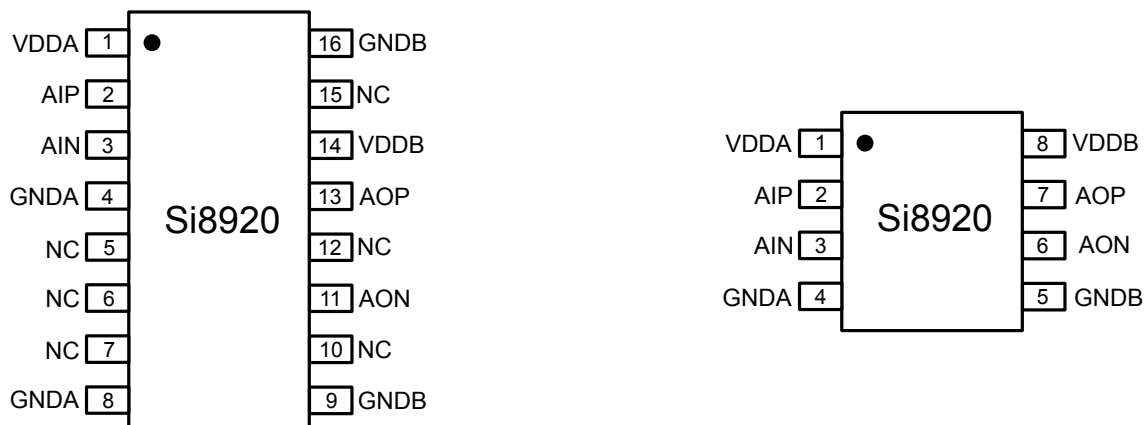 VDDA 1 16 GNDB
AIP 2 15 NC
AIN 3 14 VDDB
GNDA 4 13 AOP
Si8920
NC 5 12 NC
NC 6 11 AON
NC 7 10 NC
GNDA 8 9 GNDB
VDDA 1 8 VDDB
AIP 2 7 AOP
Si8920
AIN 3 6 AON
GNDA 4 5 GNDB